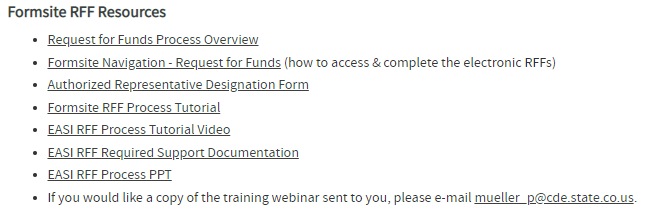 Formsite RFF Resources
• Request for Funds Process Overview
• Formsite Navigation - Request for Funds (how to access & complete the electronic RFFs)
• Authorized Representative Designation Form
• Formsite RFF Process Tutorial
• EASI RFF Process Tutorial Video
• EASI RFF Required Support Documentation
• EASI RFF Process PPT
• If you would like a copy of the training webinar sent to you, please e-mail mueller_p@cde.state.co.us.